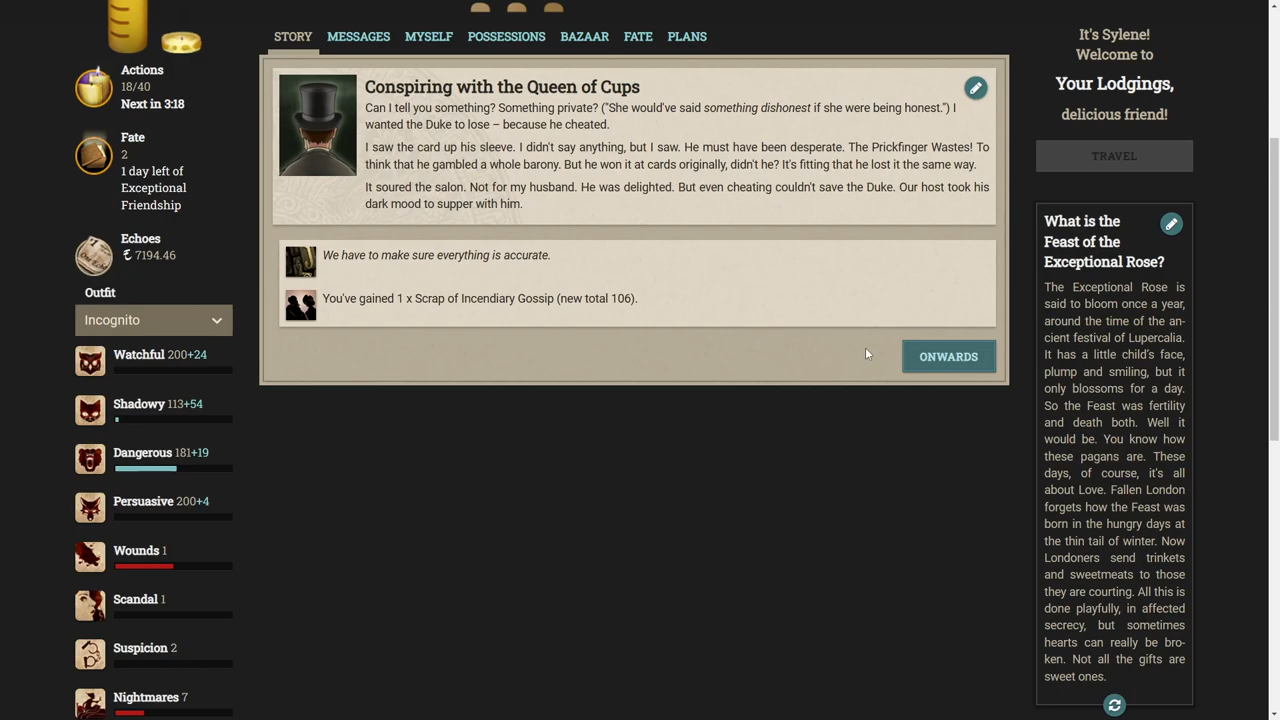 STORY MESSAGES MYSELF POSSESSIONS BAZAAR FATE PLANS
Actions
18/40
Next in 3:18
Fate
2
1 day left of
Exceptional
Friendship
Echoes
7194.46
Outfit
Incognito
Watchful 200+24
Shadowy 113+54
Dangerous 181+19
Persuasive 200+4
Wounds 1
Scandal 1
Suspicion 2
Nightmares 7
Conspiring with the Queen of Cups
Can I tell you something? Something private? ("She would've said something dishonest if she were being honest.") I
wanted the Duke to lose – because he cheated.
I saw the card up his sleeve. I didn't say anything, but I saw. He must have been desperate. The Prickfinger Wastes! To
think that he gambled a whole barony. But he won it at cards originally, didn't he? It's fitting that he lost it the same way.
It soured the salon. Not for my husband. He was delighted. But even cheating couldn't save the Duke. Our host took his
dark mood to supper with him.
We have to make sure everything is accurate.
You've gained 1 x Scrap of Incendiary Gossip (new total 106).
ONWARDS
It's Sylene!
Welcome to
Your Lodgings,
delicious friend!
TRAVEL
What is the
Feast of the
Exceptional Rose?
The Exceptional Rose is
said to bloom once a year,
around the time of the an-
cient festival of Lupercalia.
It has a little child's face,
plump and smiling, but it
only blossoms for a day.
So the Feast was fertility
and death both. Well it
would be. You know how
these pagans are. These
days, of course, it's all
about Love. Fallen London
forgets how the Feast was
born in the hungry days at
the thin tail of winter. Now
Londoners send trinkets
and sweetmeats to those
they are courting. All this is
done playfully, in affected
secrecy, but sometimes
hearts can really be bro-
ken. Not all the gifts are
sweet ones.